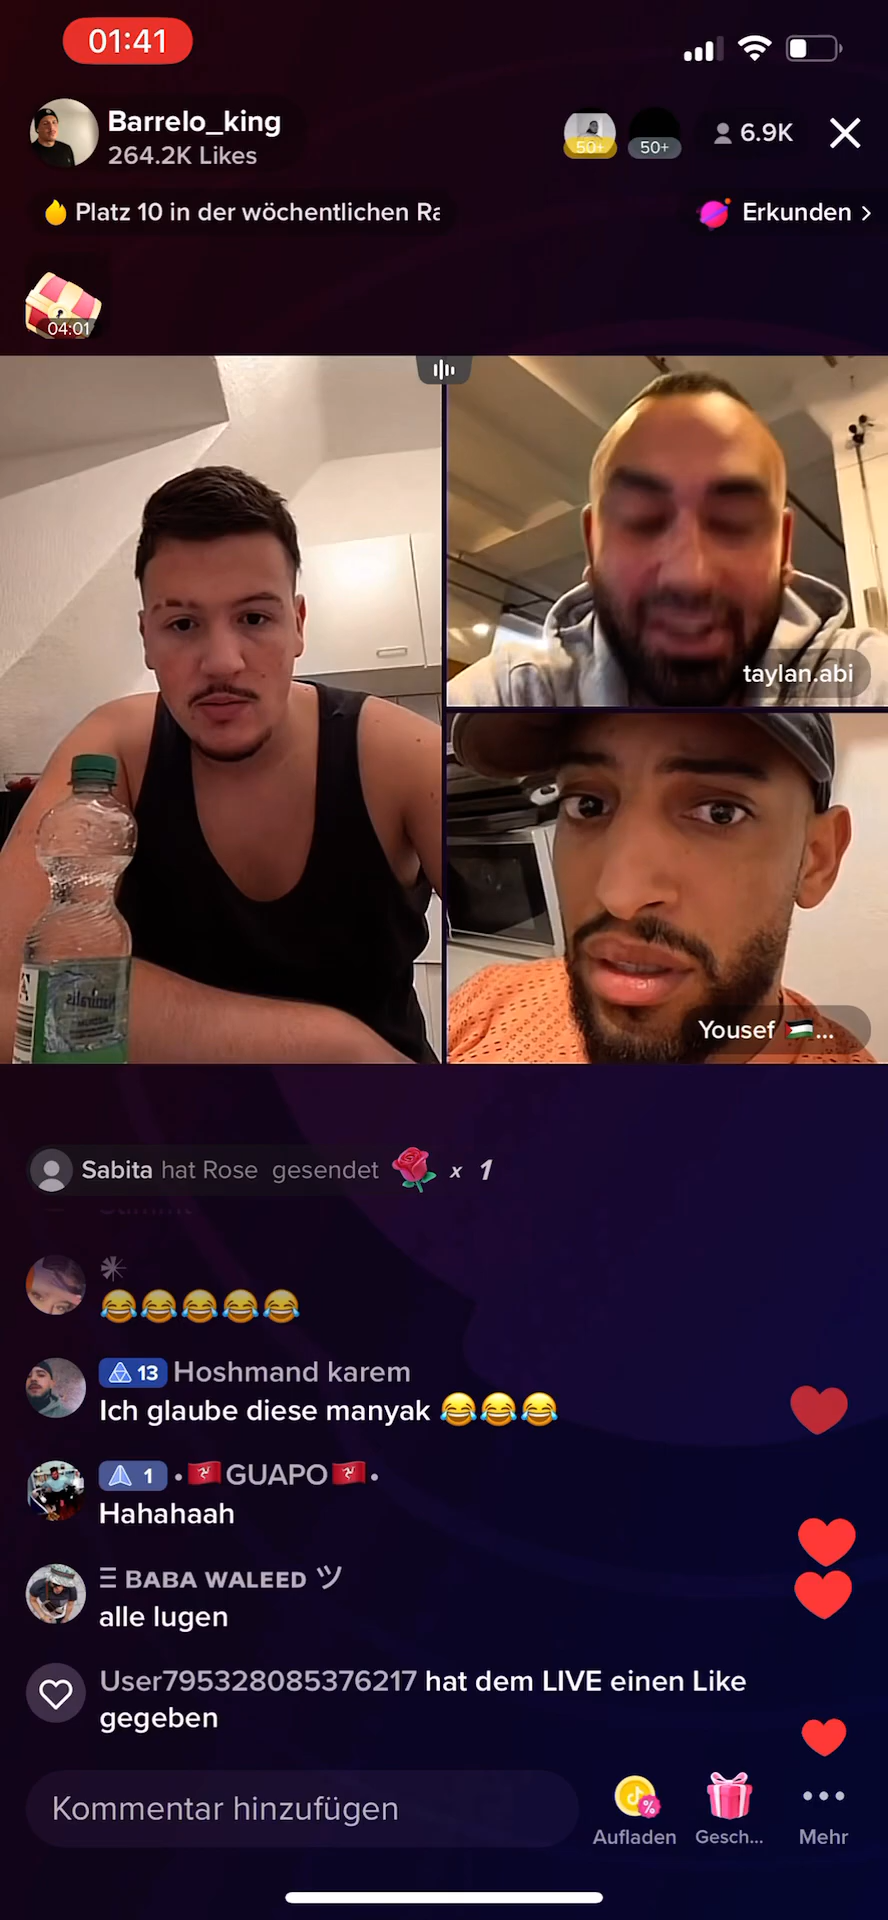 01:41
Barrelo_king
264.2K Likes
50+
50+
6.9K
Platz 10 in der wöchentlichen Ra
Erkunden >
04:01
taylan.abi
Yousef 🇵🇸...
Naturalis
Sabita hat Rose gesendet x 1
Stimmt
😂😂😂😂😂
13 Hoshmand karem
Ich glaube diese manyak 😂😂😂
1 •🇮🇲GUAPO🇮🇲•
Hahahaah
Ξ BABA WALEED ツ
alle lugen
User795328085376217 hat dem LIVE einen Like
gegeben
Kommentar hinzufügen
Aufladen
Gesch...
Mehr